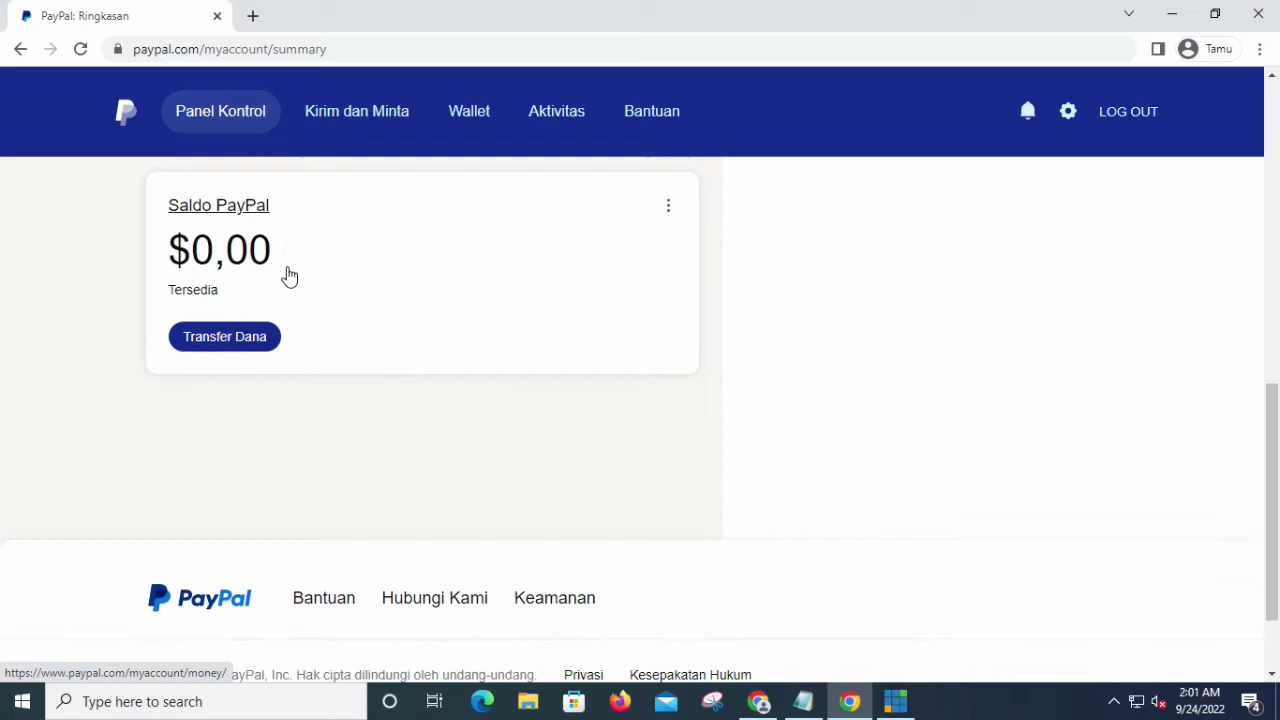 PayPal: Ringkasan
paypal.com/myaccount/summary
Tamu
Panel Kontrol
Kirim dan Minta
Wallet
Aktivitas
Bantuan
LOG OUT
Saldo PayPal
$0,00
Tersedia
Transfer Dana
PayPal
Bantuan
Hubungi Kami
Keamanan
https://www.paypal.com/myaccount/money/
ayPal, Inc. Hak cipta dilindungi oleh undang-undang.
Privasi
Kesepakatan Hukum
Type here to search
2:01 AM
9/24/2022
4